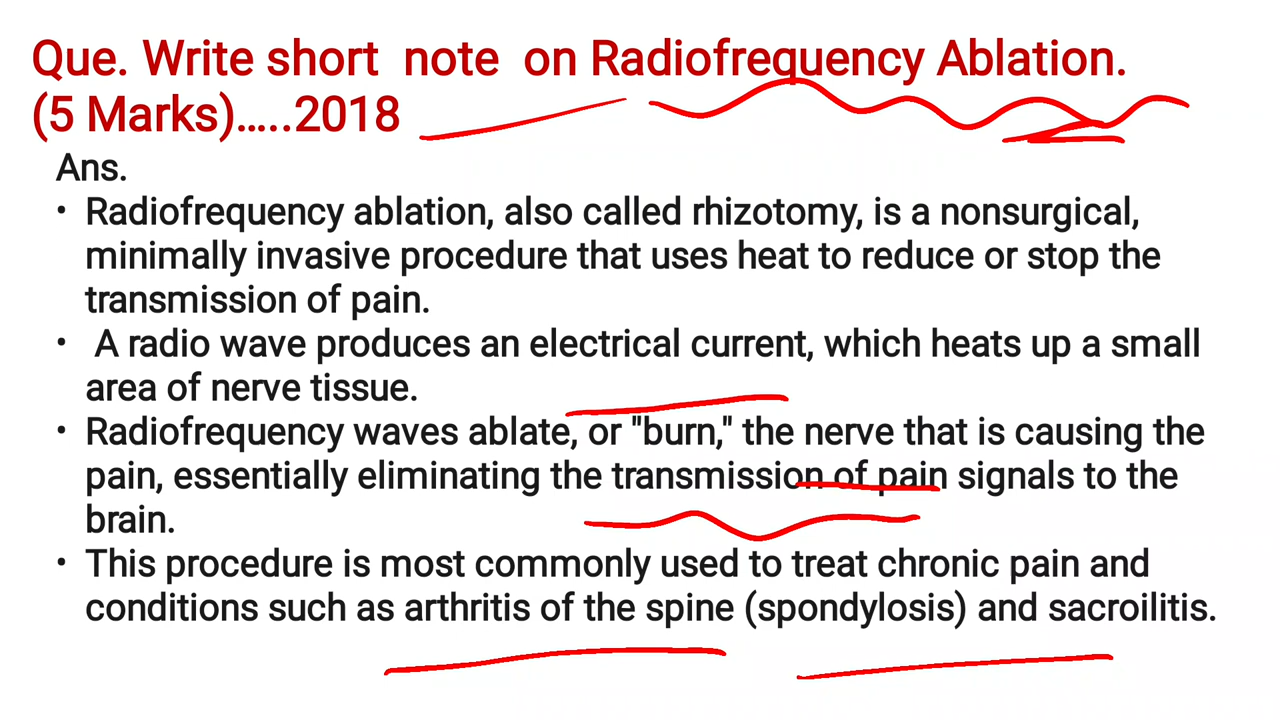 Que. Write short note on Radiofrequency Ablation.
(5 Marks)…..2018
Ans.
• Radiofrequency ablation, also called rhizotomy, is a nonsurgical,
minimally invasive procedure that uses heat to reduce or stop the
transmission of pain.
• A radio wave produces an electrical current, which heats up a small
area of nerve tissue.
• Radiofrequency waves ablate, or "burn," the nerve that is causing the
pain, essentially eliminating the transmission of pain signals to the
brain.
• This procedure is most commonly used to treat chronic pain and
conditions such as arthritis of the spine (spondylosis) and sacroilitis.